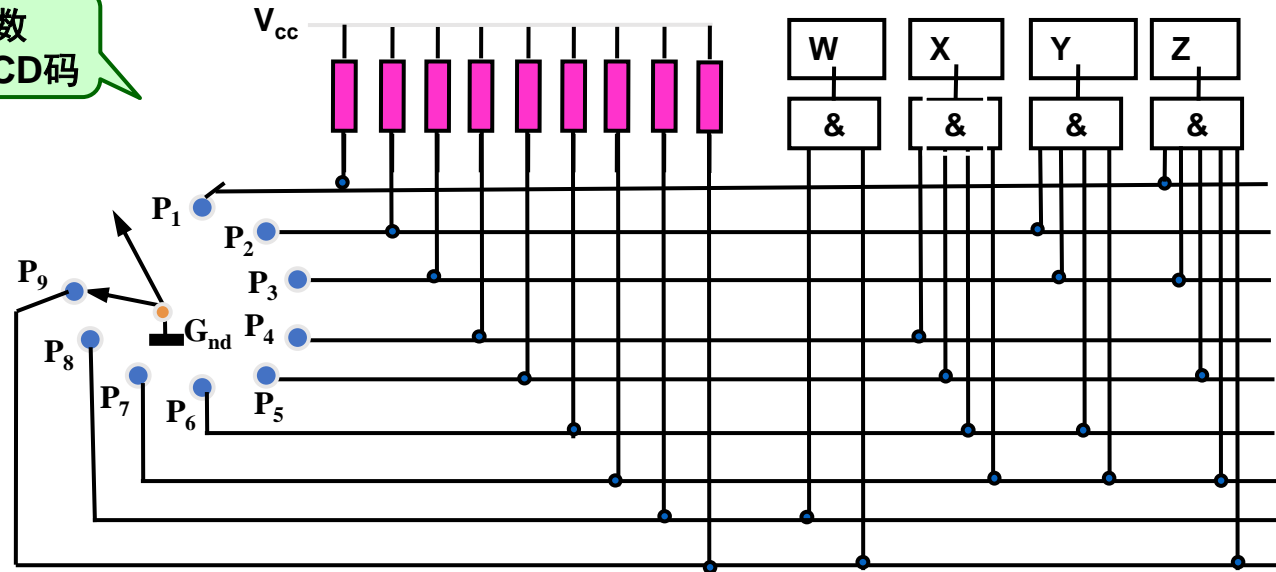 数
CD码
Vcc
W X Y Z
& & & &
P1
P2
P3
P4
P5
P6
P7
P8
P9
Gnd